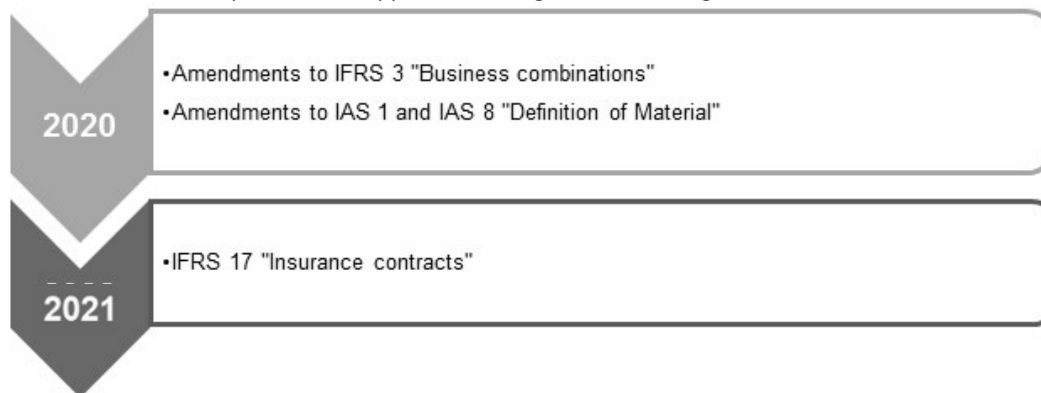 2020
•Amendments to IFRS 3 "Business combinations"
•Amendments to IAS 1 and IAS 8 "Definition of Material"
2021
•IFRS 17 "Insurance contracts"